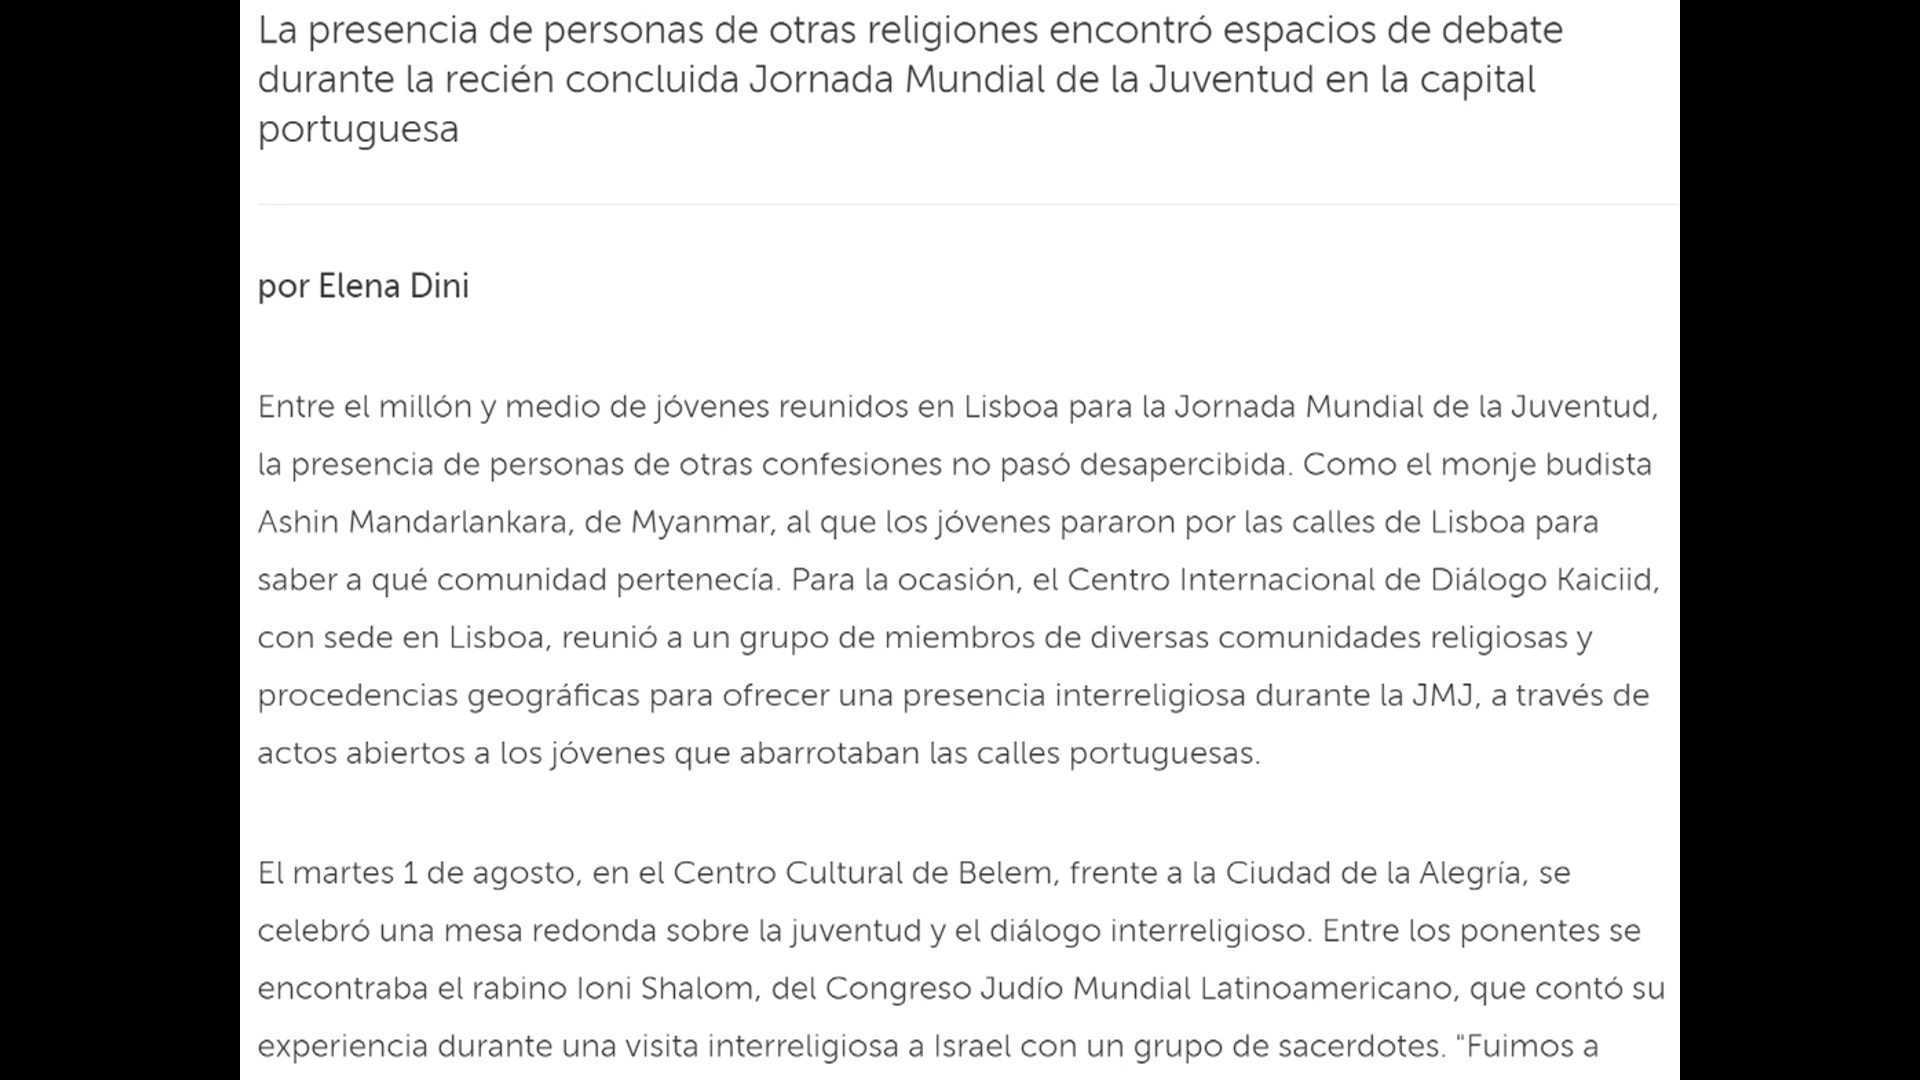 La presencia de personas de otras religiones encontró espacios de debate
durante la recién concluida Jornada Mundial de la Juventud en la capital
portuguesa
por Elena Dini
Entre el millón y medio de jóvenes reunidos en Lisboa para la Jornada Mundial de la Juventud,
la presencia de personas de otras confesiones no pasó desapercibida. Como el monje budista
Ashin Mandarlankara, de Myanmar, al que los jóvenes pararon por las calles de Lisboa para
saber a qué comunidad pertenecía. Para la ocasión, el Centro Internacional de Diálogo Kaiciid,
con sede en Lisboa, reunió a un grupo de miembros de diversas comunidades religiosas y
procedencias geográficas para ofrecer una presencia interreligiosa durante la JMJ, a través de
actos abiertos a los jóvenes que abarrotaban las calles portuguesas.
El martes 1 de agosto, en el Centro Cultural de Belem, frente a la Ciudad de la Alegría, se
celebró una mesa redonda sobre la juventud y el diálogo interreligioso. Entre los ponentes se
encontraba el rabino Ioni Shalom, del Congreso Judío Mundial Latinoamericano, que contó su
experiencia durante una visita interreligiosa a Israel con un grupo de sacerdotes. "Fuimos a